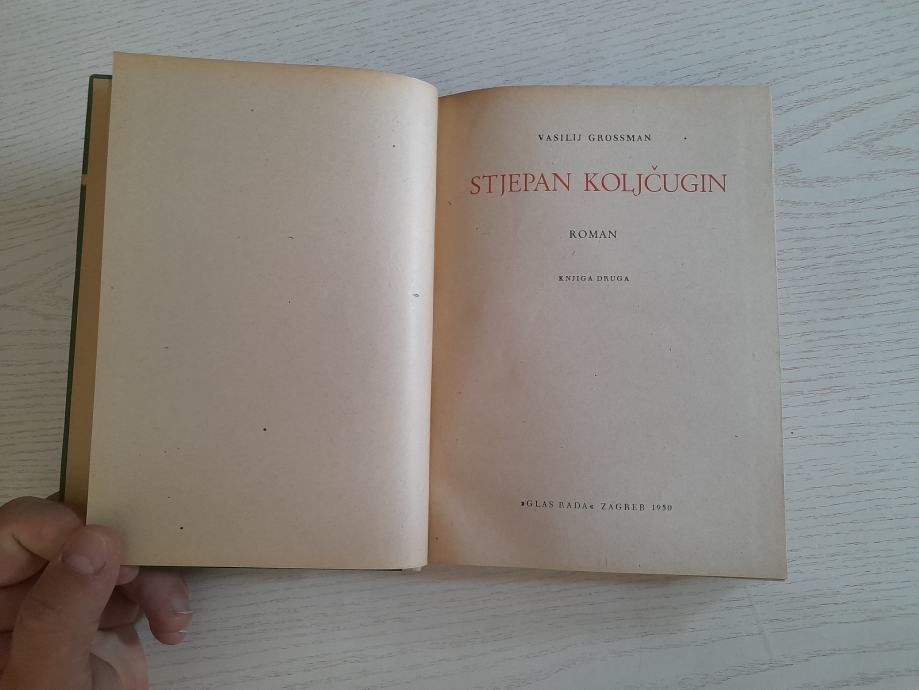 VASILIJ GROSSMAN
STJEPAN KOLJČUGIN
ROMAN
KNJIGA DRUGA
»GLAS RADA« ZAGREB 1950